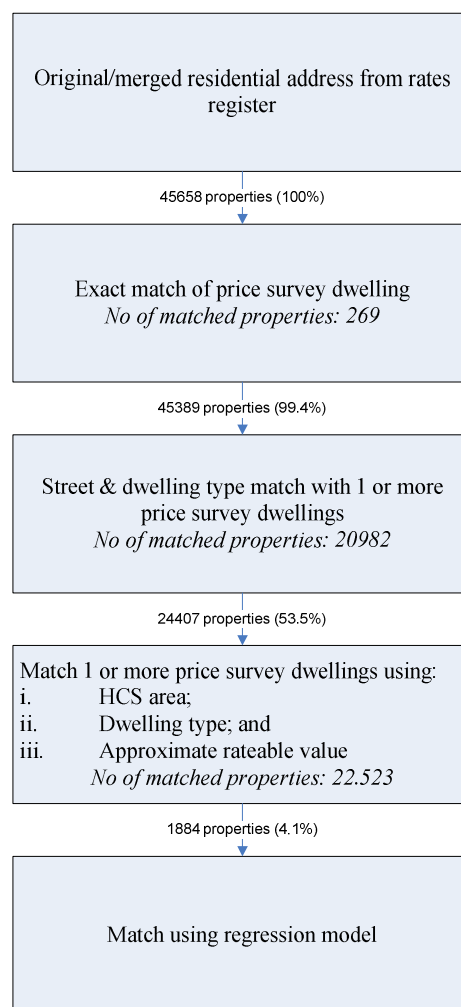 Original/merged residential address from rates
register
45658 properties (100%)
Exact match of price survey dwelling
No of matched properties: 269
45389 properties (99.4%)
Street & dwelling type match with 1 or more
price survey dwellings
No of matched properties: 20982
24407 properties (53.5%)
Match 1 or more price survey dwellings using:
i. HCS area;
ii. Dwelling type; and
iii. Approximate rateable value
No of matched properties: 22.523
1884 properties (4.1%)
Match using regression model